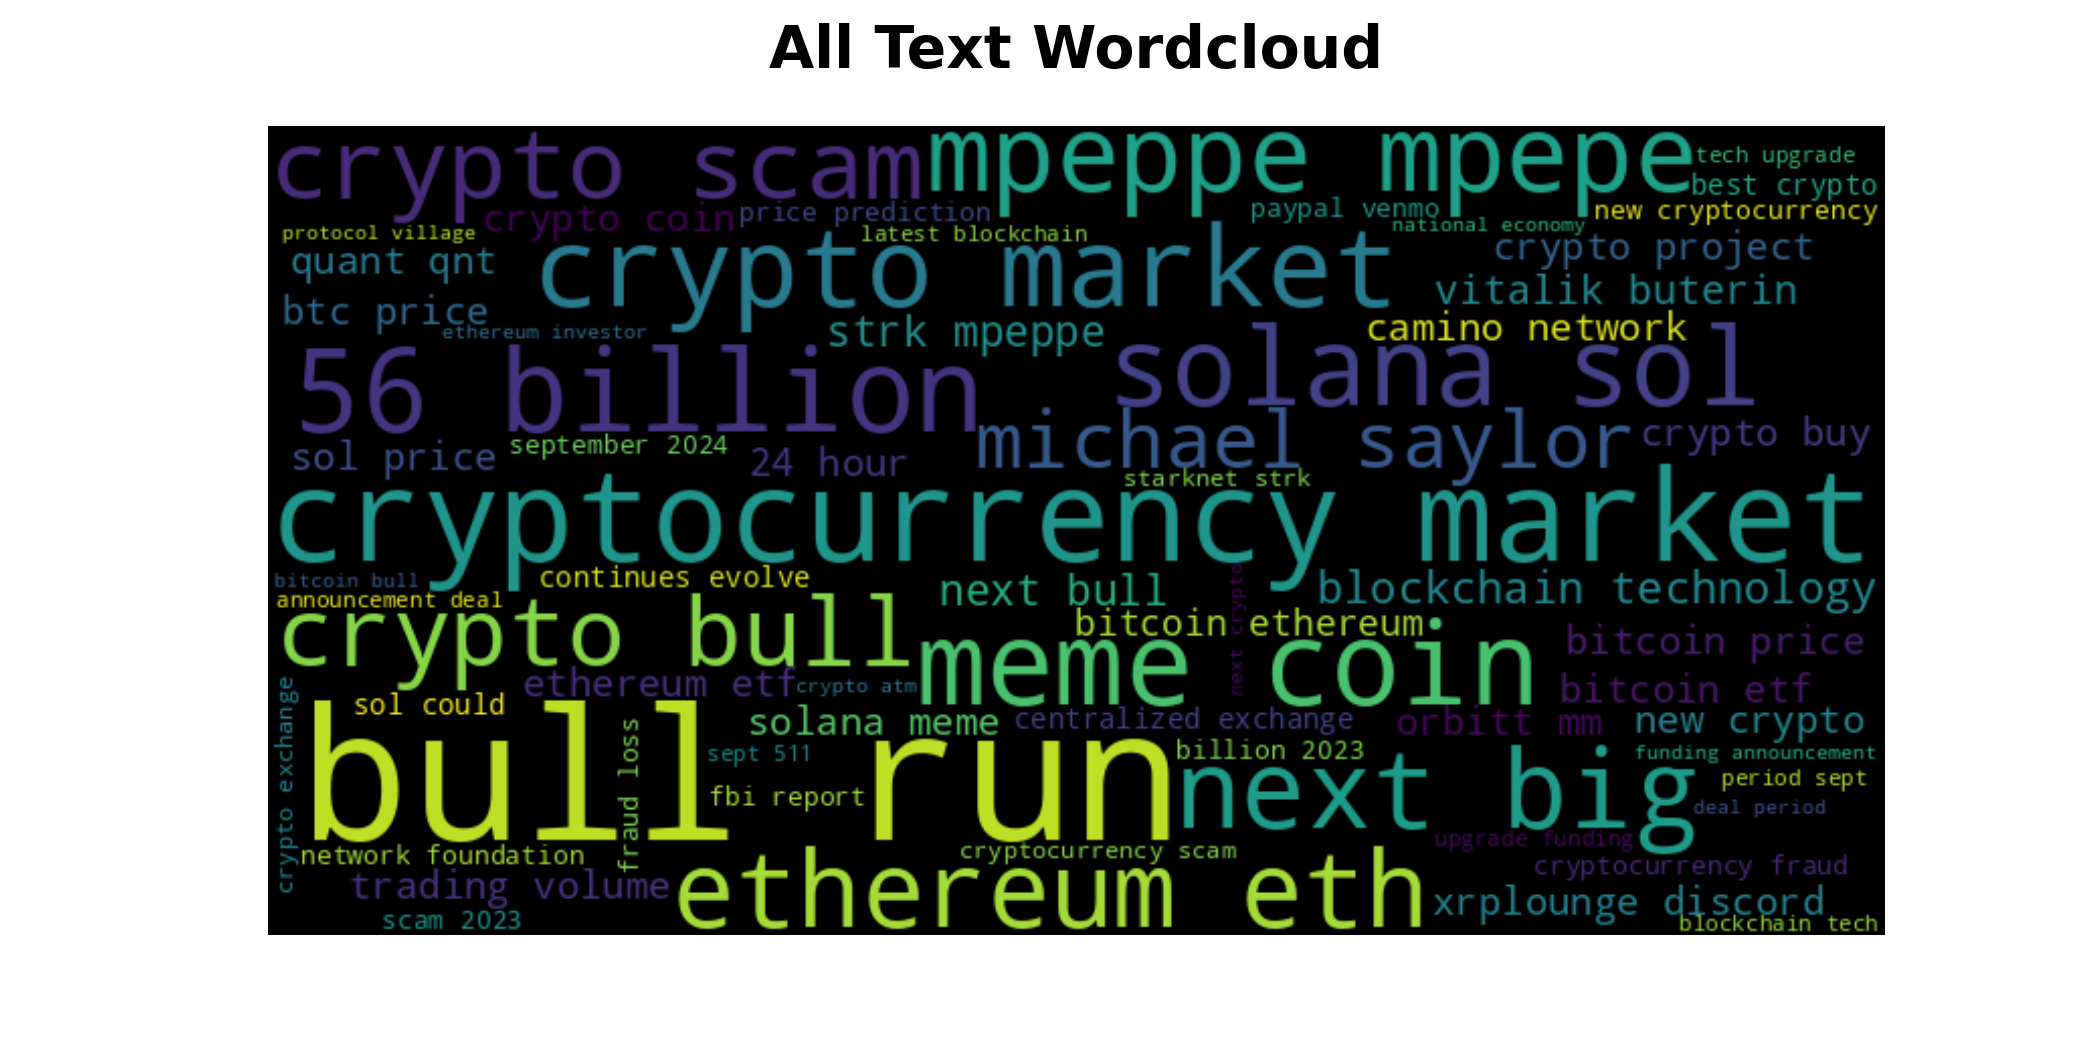 All Text Wordcloud
crypto scam
mpeppe mpepe
tech upgrade
best crypto
crypto coin
price prediction
paypal venmo
new cryptocurrency
protocol village
latest blockchain
national economy
quant qnt
crypto market
crypto project
vitalik buterin
btc price
ethereum investor
strk mpeppe
camino network
56 billion
solana sol
michael saylor
crypto buy
sol price
september 2024
24 hour
starknet strk
cryptocurrency market
bitcoin bull
continues evolve
next bull
next crypto
blockchain technology
announcement deal
crypto bull
bitcoin ethereum
meme coin
bitcoin price
ethereum etf
crypto atm
bitcoin etf
crypto exchange
sol could
solana meme
centralized exchange
orbitt mm
new crypto
bull run
fraud loss
sept 511
billion 2023
funding announcement
fbi report
next big
period sept
deal period
upgrade funding
network foundation
cryptocurrency scam
cryptocurrency fraud
trading volume
ethereum eth
xrplounge discord
scam 2023
blockchain tech